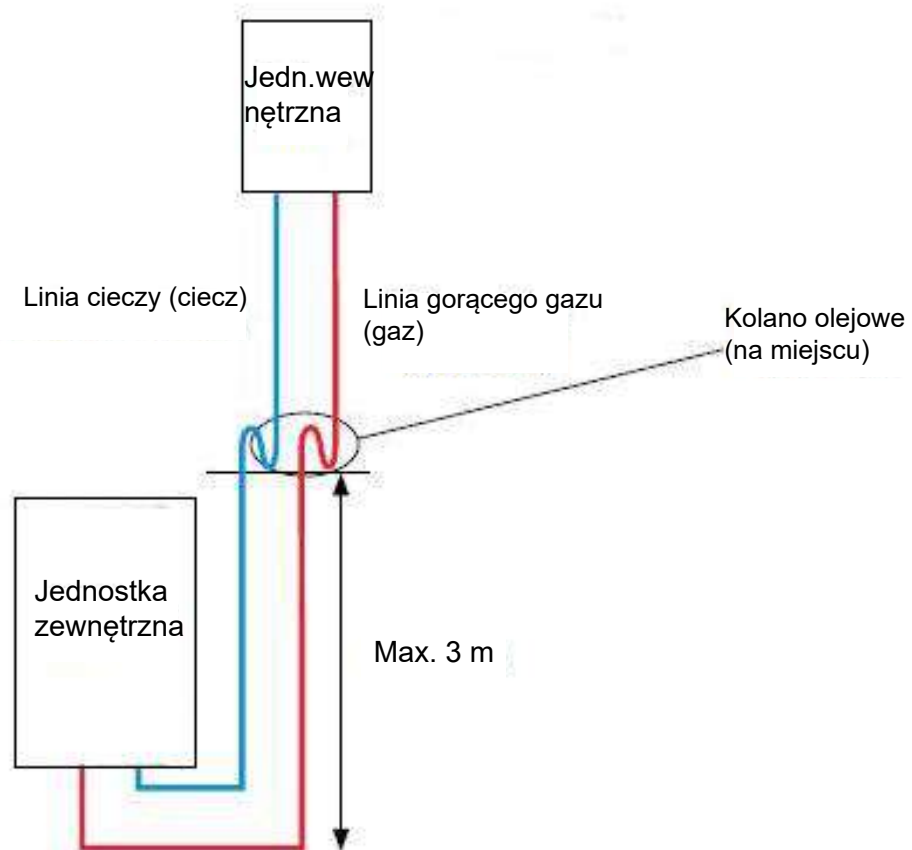 Jedn.wew
nętrzna
Linia cieczy (ciecz)
Linia gorącego gazu
(gaz)
Kolano olejowe
(na miejscu)
Jednostka
zewnętrzna
Max. 3 m